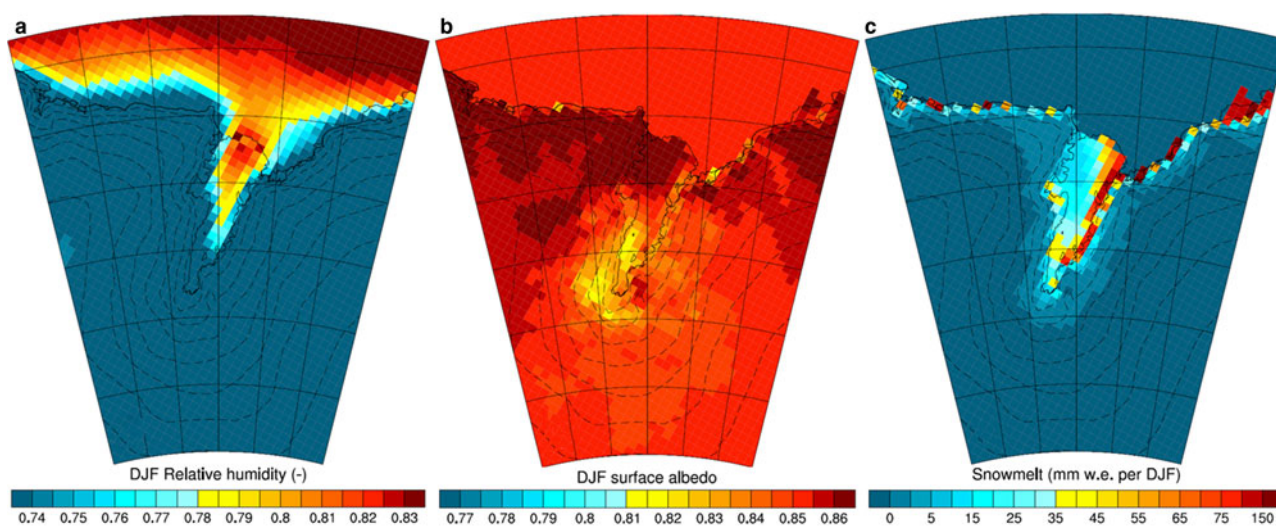 a
b
c
DJF Relative humidity (-)
0.74 0.76 0.77 0.78 0.78 0.79 0.8 0.81 0.82 0.83
DJF surface albedo
0.77 0.78 0.79 0.8 0.81 0.82 0.83 0.84 0.85 0.86
Snowmelt (mm w.e. per DJF)
0 5 15 25 35 45 55 65 75 150